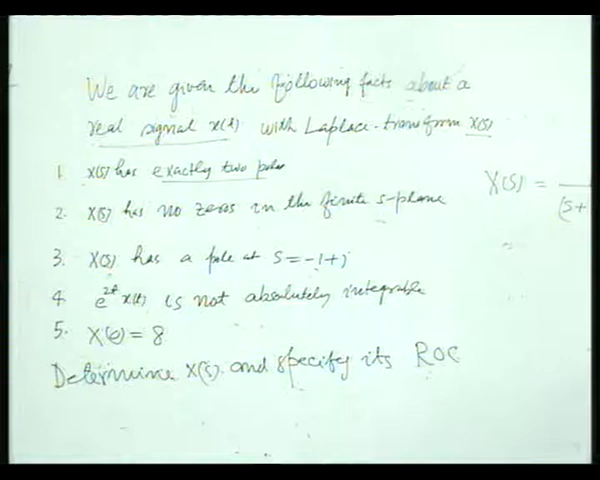 We are given the following facts about a
real signal x(t) with Laplace-transform X(s)
1. X(s) has exactly two poles
2. X(s) has no zeros in the finite s-plane
3. X(s) has a pole at s=-1+j
4. e^{2t} x(t) is not absolutely integrable
5. X(0) = 8
Determine X(s) and specify its ROC
X(s) =
(s+